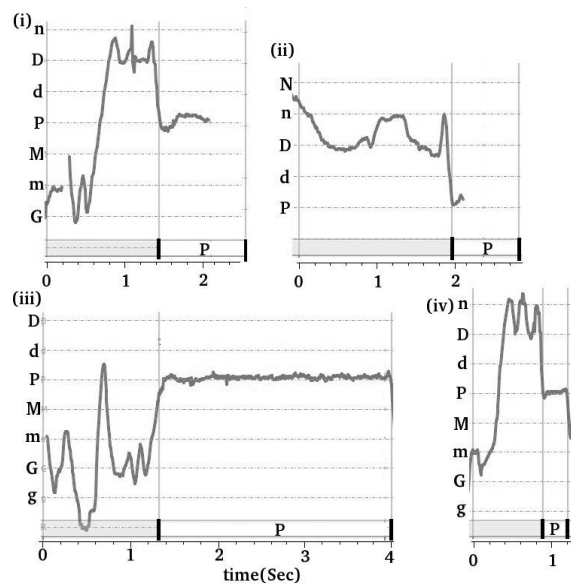 (i)
n
D
d
P
M
m
G
P
0 1 2
(ii)
N
n
D
d
P
P
0 1 2
(iii)
D
d
P
M
m
G
g
P
0 1 2 3 4
time(Sec)
(iv)
n
D
d
P
M
m
G
g
P
0 1